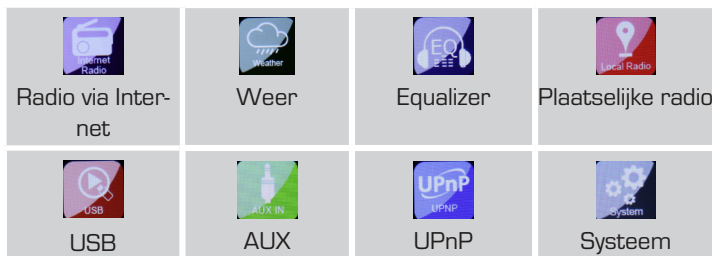 Internet
Radio
Radio via Inter-
net
Weather
Weer
EQ
Equalizer
Local Radio
Plaatselijke radio
USB
USB
AUX IN
AUX
UPnP
UPNP
UPnP
System
Systeem